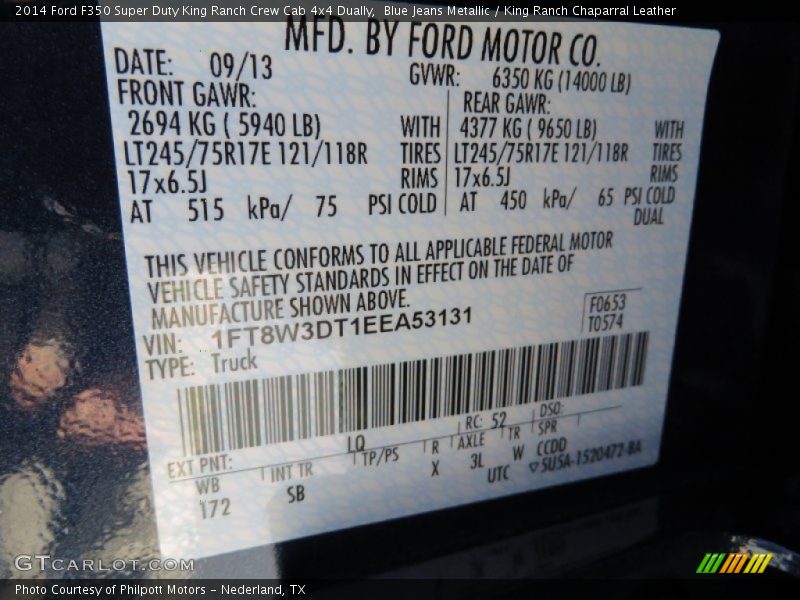 2014 Ford F350 Super Duty King Ranch Crew Cab 4x4 Dually,  Blue Jeans Metallic / King Ranch Chaparral Leather
MFD. BY FORD MOTOR CO.
DATE: 09/13 GVWR: 6350 KG (14000 LB)
FRONT GAWR: REAR GAWR:
2694 KG ( 5940 LB) WITH 4377 KG ( 9650 LB) WITH
LT245/75R17E 121/118R TIRES LT245/75R17E 121/118R TIRES
17x6.5J RIMS 17x6.5J RIMS
AT 515 kPa/ 75 PSI COLD AT 450 kPa/ 65 PSI COLD
DUAL
THIS VEHICLE CONFORMS TO ALL APPLICABLE FEDERAL MOTOR
VEHICLE SAFETY STANDARDS IN EFFECT ON THE DATE OF
MANUFACTURE SHOWN ABOVE.
VIN: 1FT8W3DT1EEA53131
F0653
T0574
TYPE: Truck
EXT PNT: LQ RC: 52 DSO:
WB INT TR TP/PS R AXLE TR SPR
172 SB X 3L W CCDD
UTC ▽5U5A-1520472-BA
GTCarLot.com
Photo Courtesy of Philpott Motors – Nederland, TX